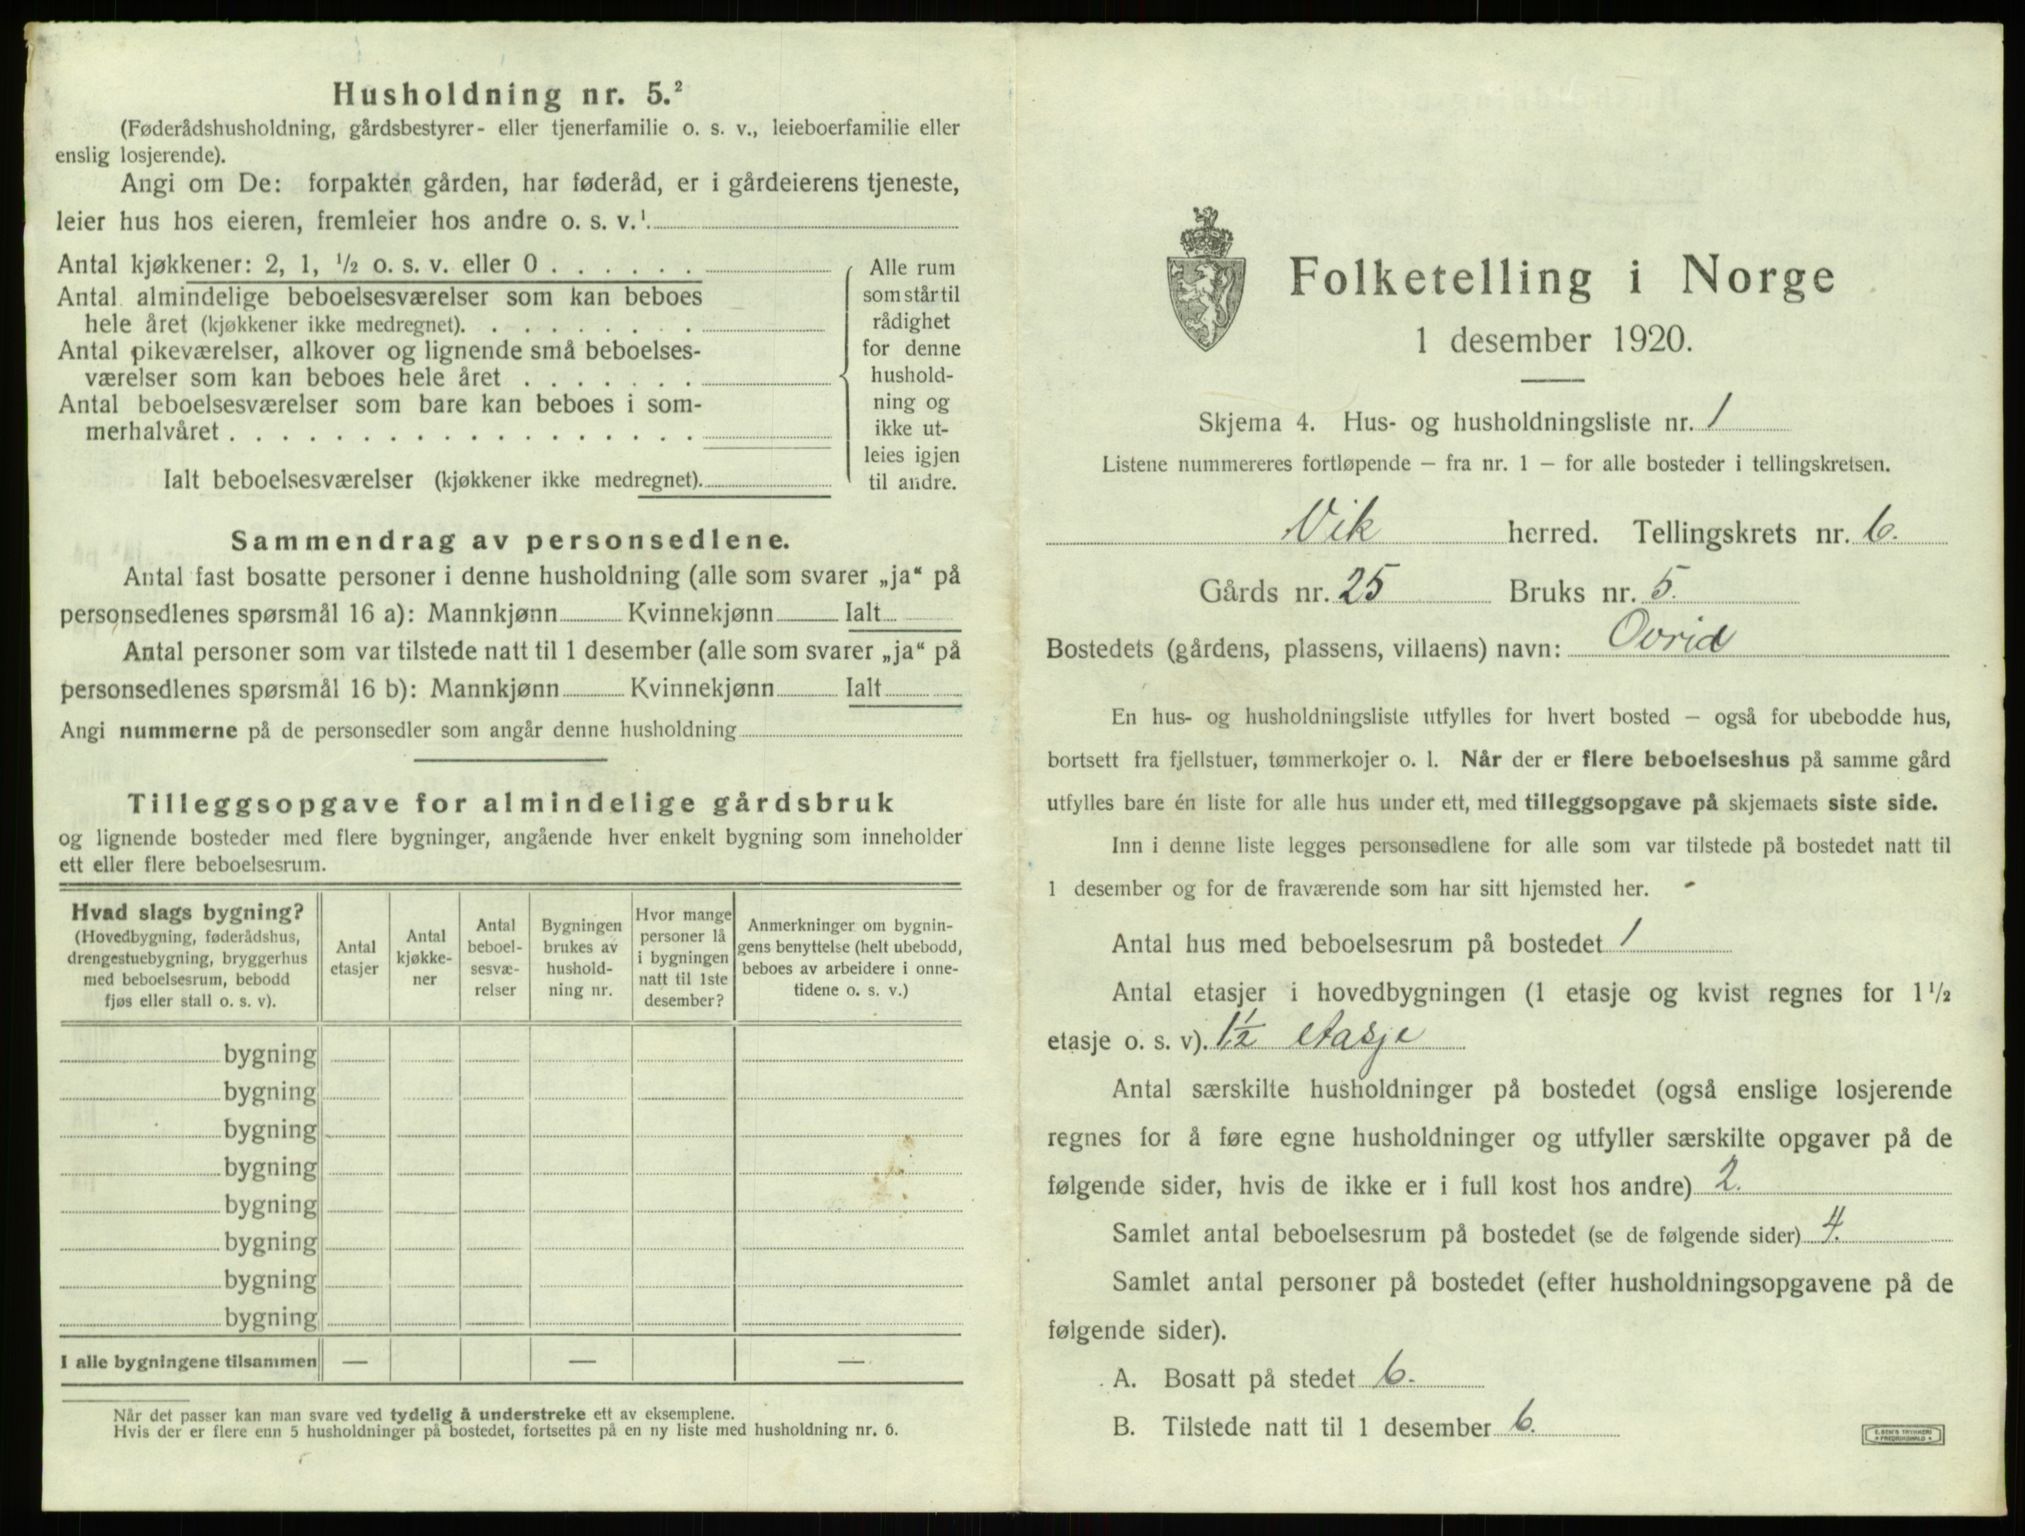 Husholdning nr. 5.²
(Føderådshusholdning, gårdsbestyrer- eller tjenerfamilie o. s. v., leieboerfamilie eller
enslig losjerende).
Angi om De: forpakter gården, har føderåd, er i gårdeierens tjeneste,
leier hus hos eieren, fremleier hos andre o. s. v.¹
Antal kjøkkener: 2, 1, ½ o. s. v. eller 0 . . . . . .
Antal almindelige beboelsesværelser som kan beboes
hele året (kjøkkener ikke medregnet). . . . . . . . .
Antal pikeværelser, alkover og lignende små beboelses-
værelser som kan beboes hele året . . . . . . .
Antal beboelsesværelser som bare kan beboes i som-
merhalvåret . . . . . . . . . . . . . . . . . .
Ialt beboelsesværelser (kjøkkener ikke medregnet).
Alle rum
som står til
rådighet
for denne
hushold-
ning og
ikke ut-
leies igjen
til andre.
Sammendrag av personsedlene.
Antal fast bosatte personer i denne husholdning (alle som svarer „ja“ på
personsedlenes spørsmål 16 a): Mannkjønn Kvinnekjønn Ialt
Antal personer som var tilstede natt til 1 desember (alle som svarer „ja“ på
personsedlenes spørsmål 16 b): Mannkjønn Kvinnekjønn Ialt
Angi nummerne på de personsedler som angår denne husholdning
Tilleggsopgave for almindelige gårdsbruk
og lignende bosteder med flere bygninger, angående hver enkelt bygning som inneholder
ett eller flere beboelsesrum.
Hvad slags bygning?
(Hovedbygning, føderådshus,
drengestuebygning, bryggerhus
med beboelsesrum, bebodd
fjøs eller stall o. s. v).
Antal
etasjer
Antal
kjøkke-
ner
Antal
beboel-
sesvæ-
relser
Bygningen
brukes av
hushold-
ning nr.
Hvor mange
personer lå
i bygningen
natt til 1ste
desember?
Anmerkninger om bygnin-
gens benyttelse (helt ubebodd,
beboes av arbeidere i onne-
tidene o. s. v.)
bygning
bygning
bygning
bygning
bygning
bygning
bygning
bygning
I alle bygningene tilsammen — — —
Når det passer kan man svare ved tydelig å understreke ett av eksemplene.
Hvis der er flere enn 5 husholdninger på bostedet, fortsettes på en ny liste med husholdning nr. 6.
Folketelling i Norge
1 desember 1920.
Skjema 4. Hus- og husholdningsliste nr. 1
Listene nummereres fortløpende – fra nr. 1 – for alle bosteder i tellingskretsen.
Vik herred. Tellingskrets nr. 6.
Gårds nr. 25 Bruks nr. 5.
Bostedets (gårdens, plassens, villaens) navn: Ovrid
En hus- og husholdningsliste utfylles for hvert bosted – også for ubebodde hus,
bortsett fra fjellstuer, tømmerkojer o. l. Når der er flere beboelseshus på samme gård
utfylles bare én liste for alle hus under ett, med tilleggsopgave på skjemaets siste side.
Inn i denne liste legges personsedlene for alle som var tilstede på bostedet natt til
1 desember og for de fraværende som har sitt hjemsted her.
Antal hus med beboelsesrum på bostedet 1
Antal etasjer i hovedbygningen (1 etasje og kvist regnes for 1½
etasje o. s. v). 1½ etasje
Antal særskilte husholdninger på bostedet (også enslige losjerende
regnes for å føre egne husholdninger og utfyller særskilte opgaver på de
følgende sider, hvis de ikke er i full kost hos andre) 2.
Samlet antal beboelsesrum på bostedet (se de følgende sider) 4.
Samlet antal personer på bostedet (efter husholdningsopgavene på de
følgende sider).
A. Bosatt på stedet 6.
B. Tilstede natt til 1 desember 6.
E. SEM'S TRYKKERI
FREDRIKSHALD